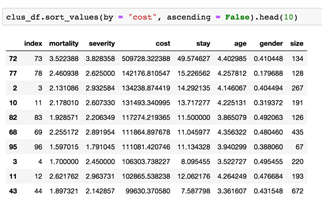 clus_df.sort_values(by = "cost", ascending = False).head(10)
index mortality severity cost stay age gender size
72 73 3.522388 3.828358 509728.322388 49.574627 4.402985 0.410448 134
77 78 2.460938 2.625000 142176.810547 15.226562 4.257812 0.179688 128
2 3 2.131086 2.932584 134238.874419 14.292135 4.146067 0.404494 267
10 11 2.178010 2.607330 131493.340995 13.717277 4.225131 0.319372 191
82 83 1.928571 2.206349 117274.219365 11.500000 3.865079 0.492063 126
68 69 2.255172 2.891954 111864.897678 11.045977 4.356322 0.480460 435
95 96 1.597015 1.791045 111081.420746 11.134328 3.940299 0.388060 67
3 4 1.700000 2.450000 106303.738227 8.095455 3.522727 0.495455 220
11 12 2.621762 2.963731 102865.538238 12.062176 4.264249 0.476684 193
43 44 1.897321 2.142857 99630.370580 7.587798 3.361607 0.431548 672